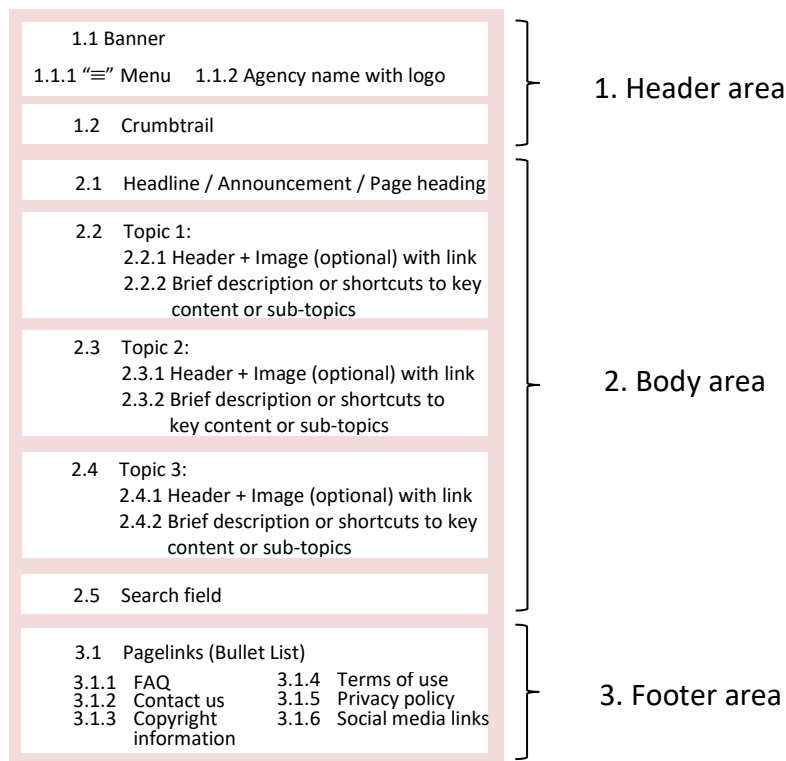 1.1 Banner
1.1.1 “≡” Menu 1.1.2 Agency name with logo
1.2 Crumbtrail
1. Header area
2.1 Headline / Announcement / Page heading
2.2 Topic 1:
2.2.1 Header + Image (optional) with link
2.2.2 Brief description or shortcuts to key
content or sub-topics
2.3 Topic 2:
2.3.1 Header + Image (optional) with link
2.3.2 Brief description or shortcuts to
key content or sub-topics
2.4 Topic 3:
2.4.1 Header + Image (optional) with link
2.4.2 Brief description or shortcuts to key
content or sub-topics
2.5 Search field
2. Body area
3.1 Pagelinks (Bullet List)
3.1.1 FAQ
3.1.2 Contact us
3.1.3 Copyright
information
3.1.4 Terms of use
3.1.5 Privacy policy
3.1.6 Social media links
3. Footer area